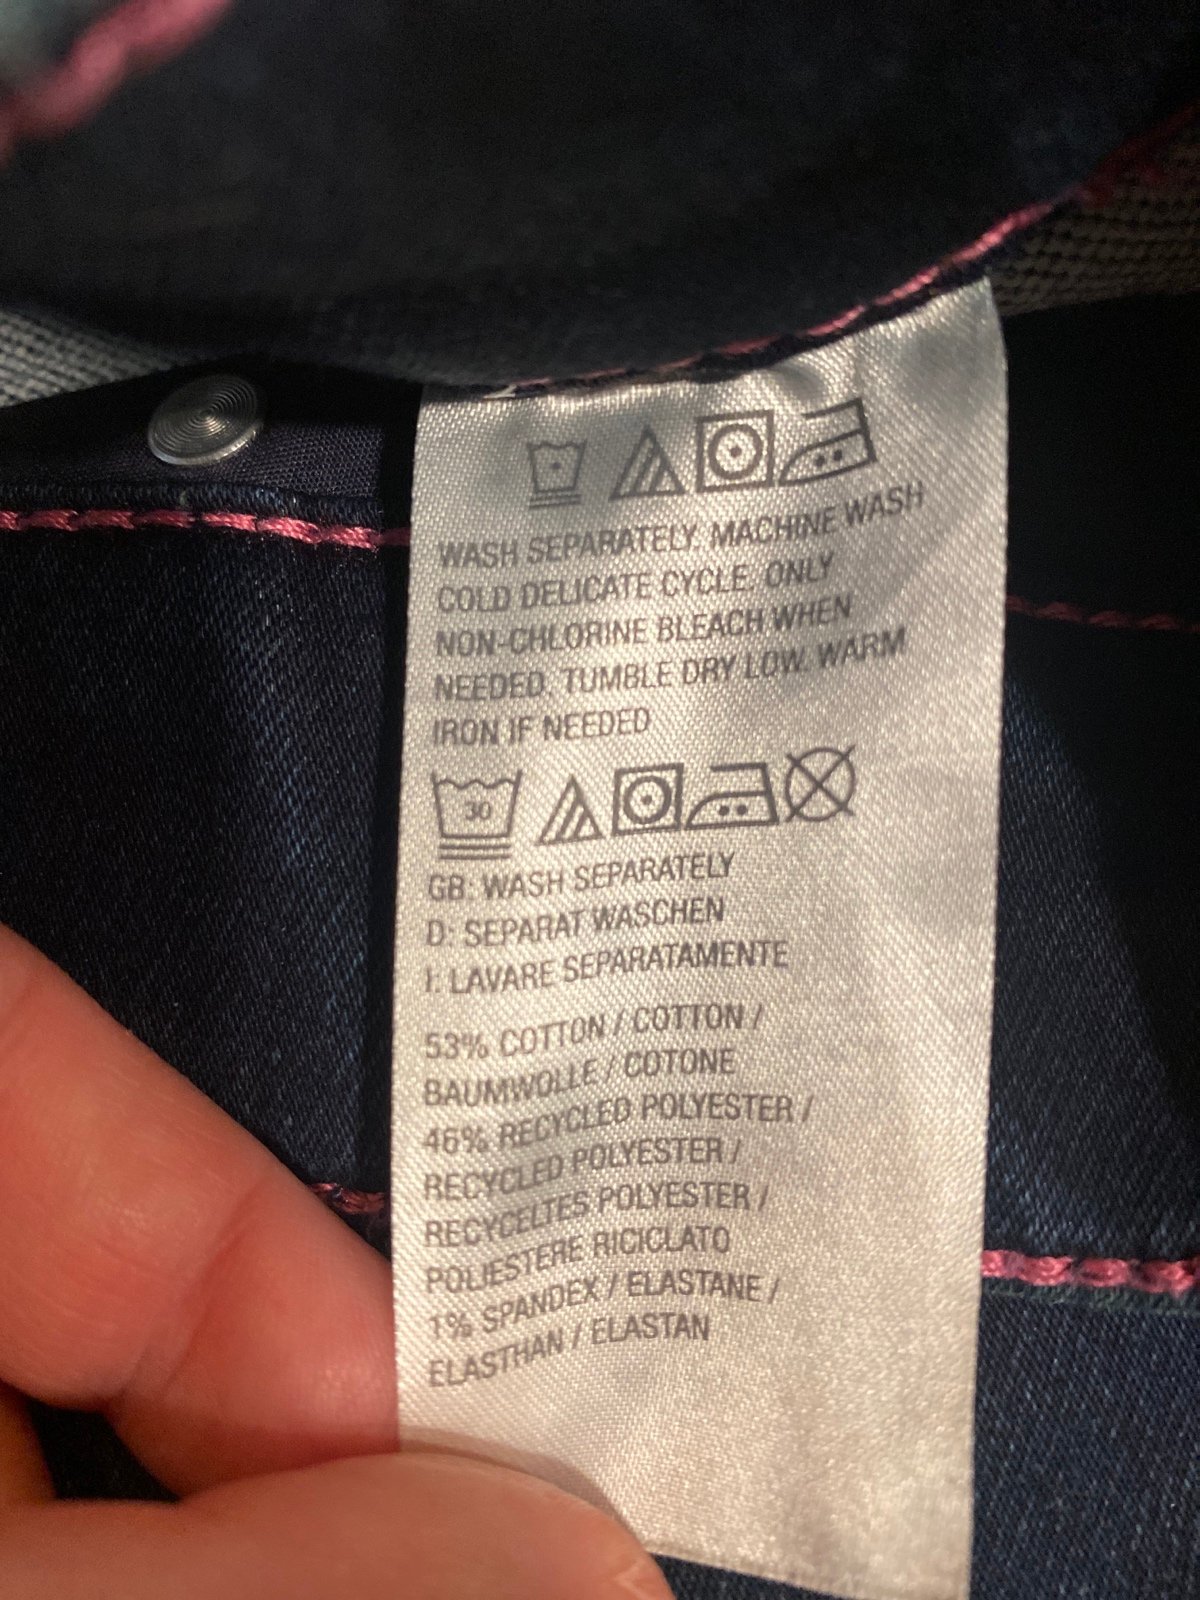 WASH SEPARATELY. MACHINE WASH
COLD DELICATE CYCLE. ONLY
NON-CHLORINE BLEACH WHEN
NEEDED. TUMBLE DRY LOW. WARM
IRON IF NEEDED
30
GB: WASH SEPARATELY
D: SEPARAT WASCHEN
I: LAVARE SEPARATAMENTE
53% COTTON / COTTON /
BAUMWOLLE / COTONE
46% RECYCLED POLYESTER /
RECYCLED POLYESTER /
RECYCELTES POLYESTER /
POLIESTERE RICICLATO
1% SPANDEX / ELASTANE /
ELASTHAN / ELASTAN